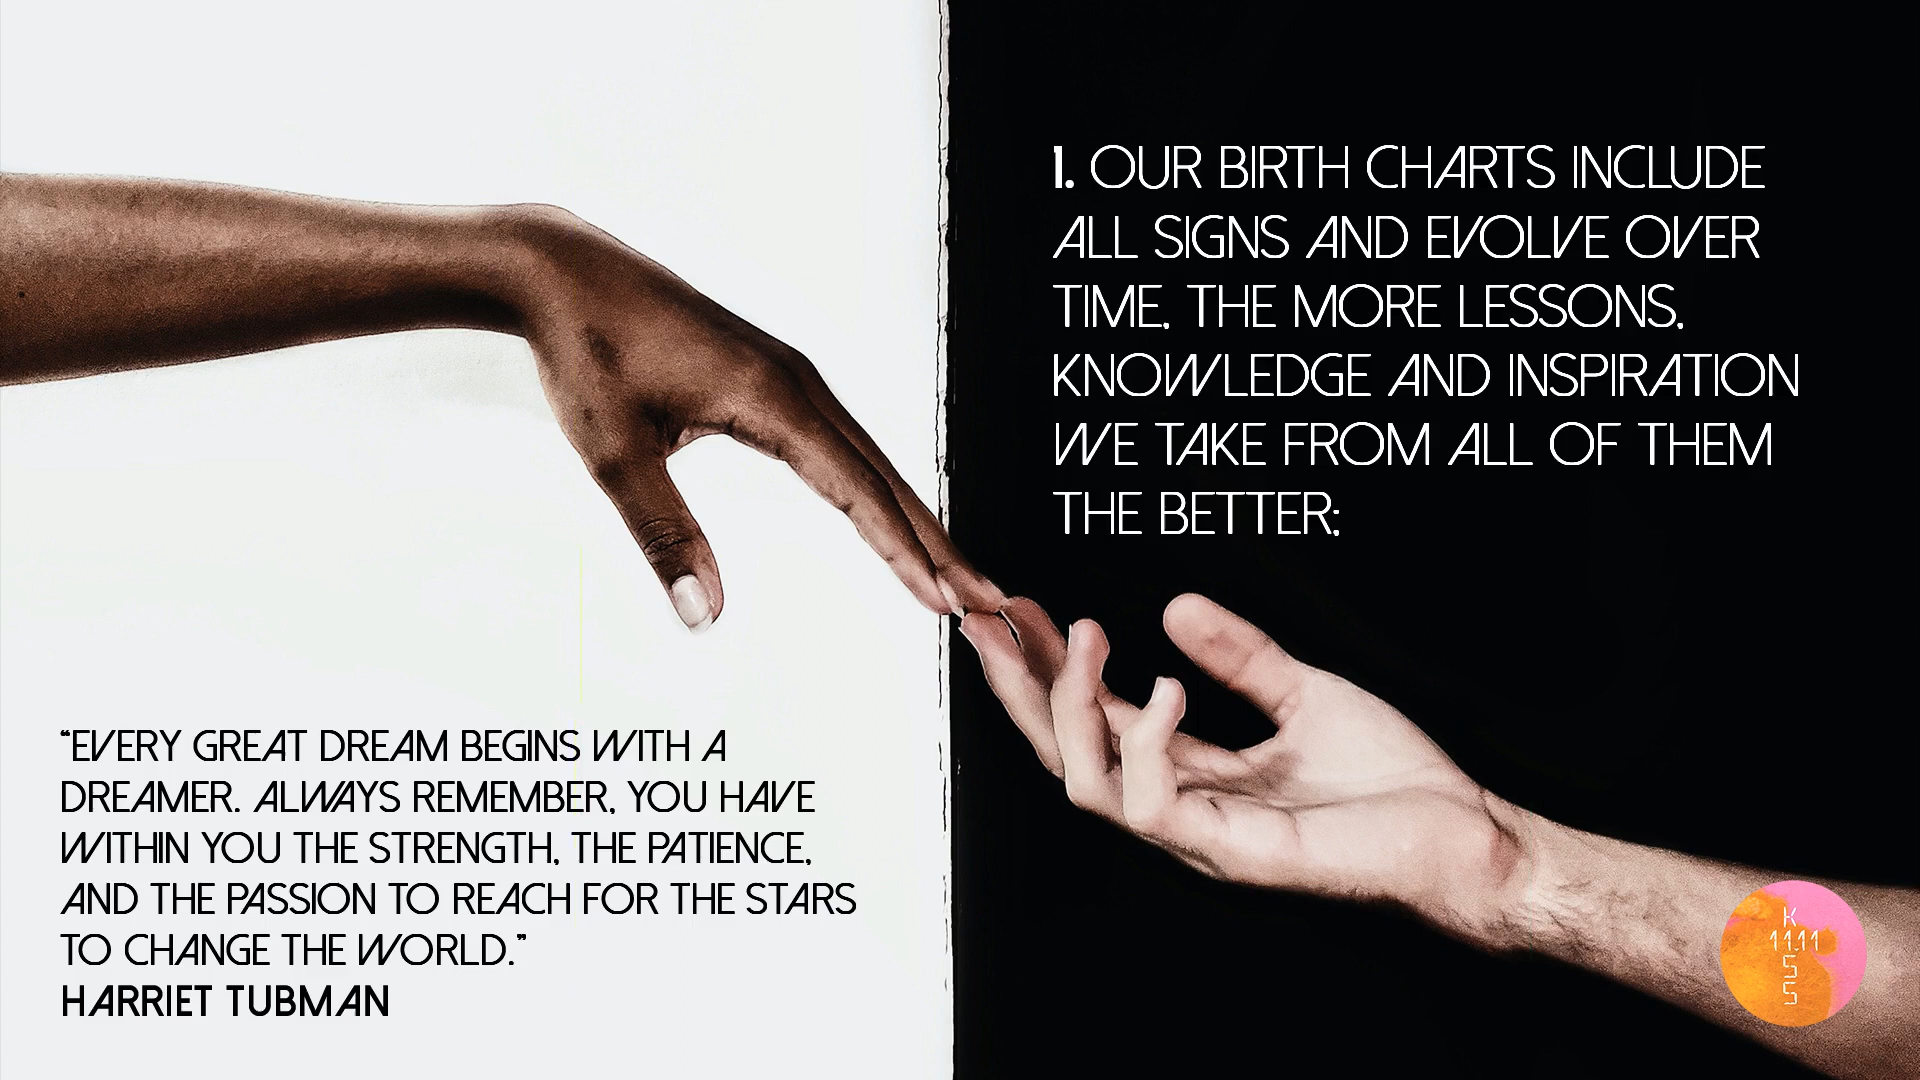 “EVERY GREAT DREAM BEGINS WITH A
DREAMER. ALWAYS REMEMBER, YOU HAVE
WITHIN YOU THE STRENGTH, THE PATIENCE,
AND THE PASSION TO REACH FOR THE STARS
TO CHANGE THE WORLD.”
HARRIET TUBMAN
1. OUR BIRTH CHARTS INCLUDE
ALL SIGNS AND EVOLVE OVER
TIME, THE MORE LESSONS,
KNOWLEDGE AND INSPIRATION
WE TAKE FROM ALL OF THEM
THE BETTER;
K
11.11
S
S